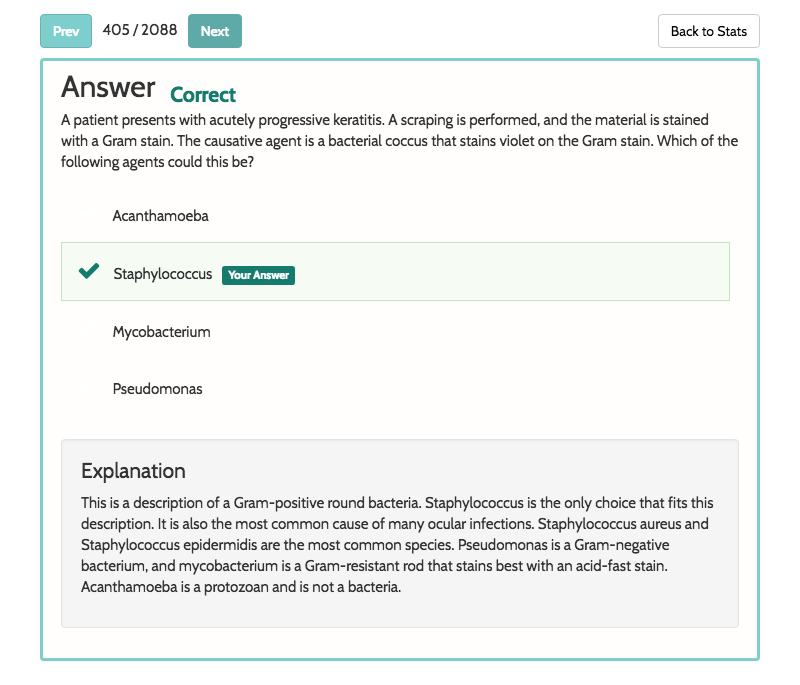 Prev 405 / 2088 Next Back to Stats
Answer Correct
A patient presents with acutely progressive keratitis. A scraping is performed, and the material is stained
with a Gram stain. The causative agent is a bacterial coccus that stains violet on the Gram stain. Which of the
following agents could this be?
Acanthamoeba
Staphylococcus Your Answer
Mycobacterium
Pseudomonas
Explanation
This is a description of a Gram-positive round bacteria. Staphylococcus is the only choice that fits this
description. It is also the most common cause of many ocular infections. Staphylococcus aureus and
Staphylococcus epidermidis are the most common species. Pseudomonas is a Gram-negative
bacterium, and mycobacterium is a Gram-resistant rod that stains best with an acid-fast stain.
Acanthamoeba is a protozoan and is not a bacteria.